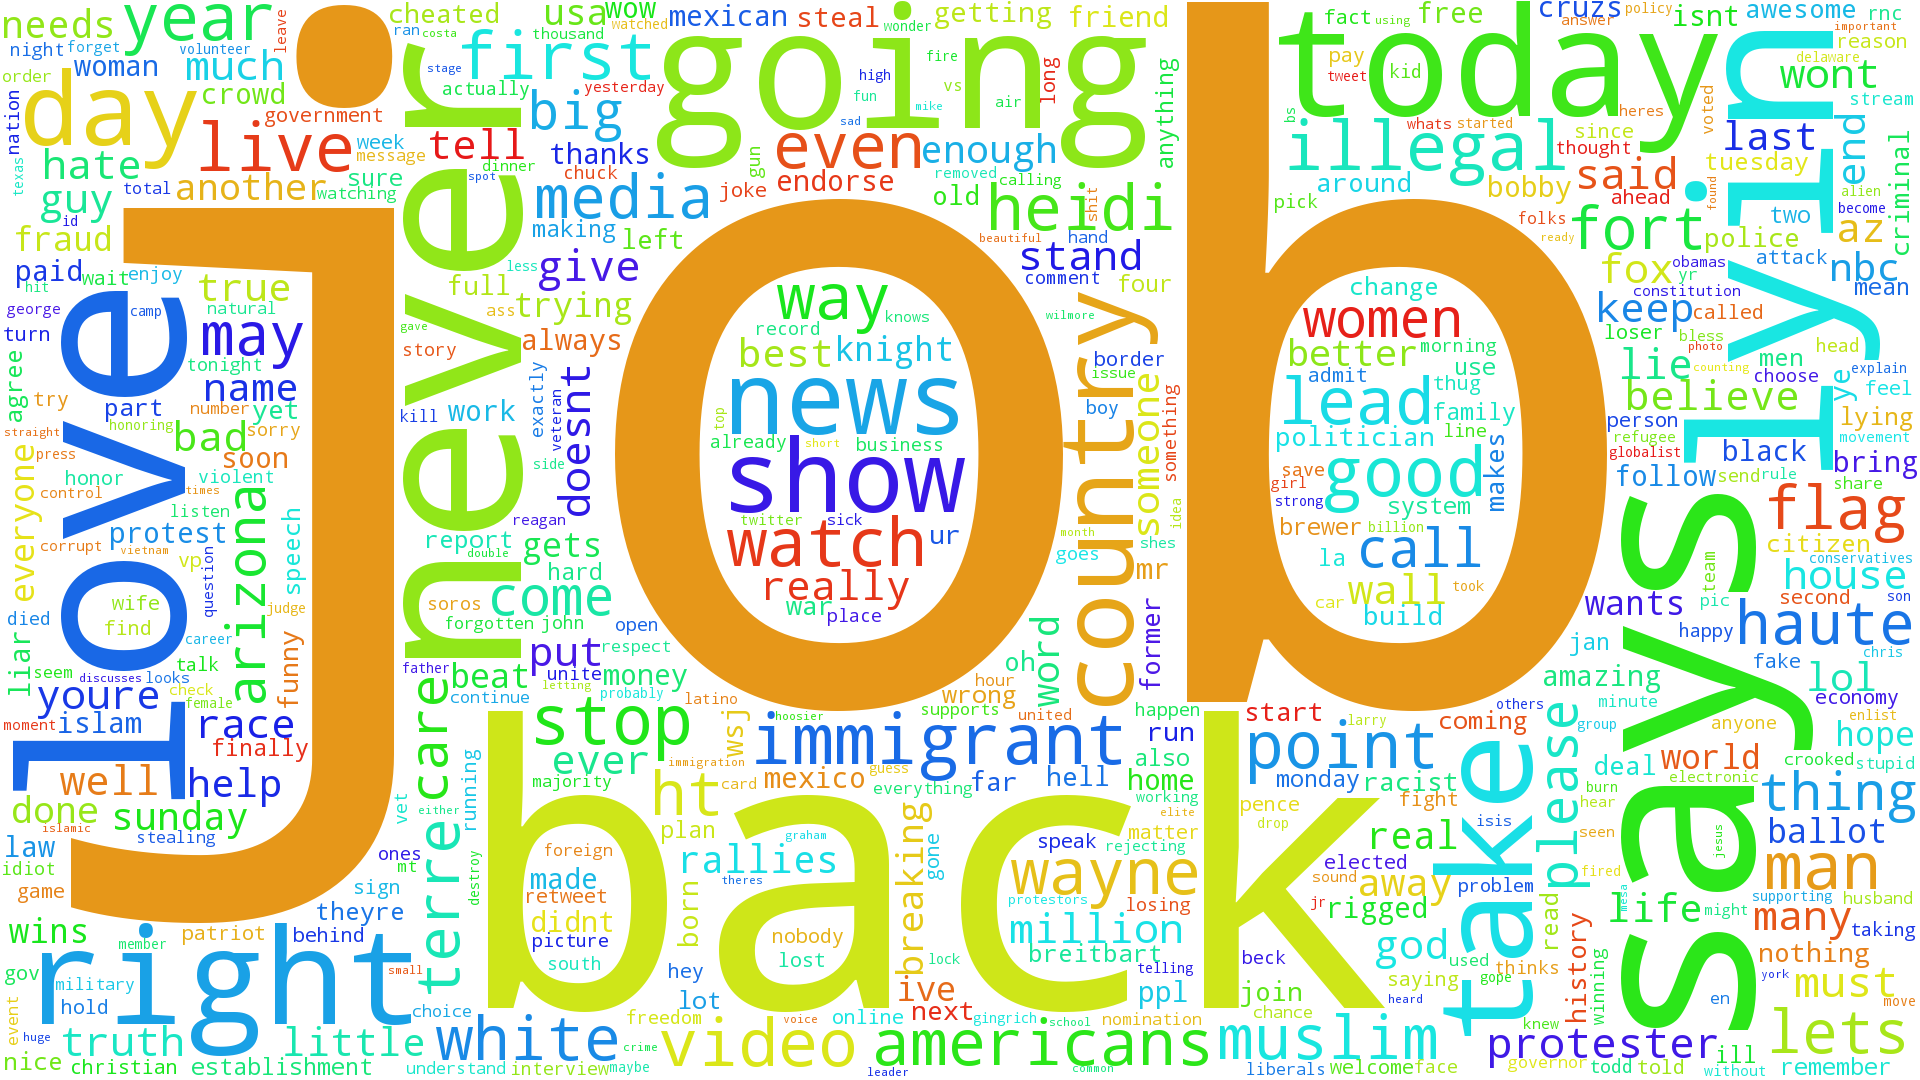 job
back
going
today
never
love
says
right
take
country
lyin
day
year
first
live
news
show
watch
really
way
best
knight
record
knows
already
business
top
short
twitter
sick
ur
war
place
needs
night
forget
volunteer
leave
woman
much
order
crowd
government
week
message
nation
hate
guy
texas
total
another
sure
watching
id
fraud
paid
wait
enjoy
hit
george
camp
turn
true
natural
may
tonight
name
agree
try
part
number
yet
straight
honoring
bad
sorry
press
everyone
honor
violent
soon
control
times
listen
protest
corrupt
vietnam
arizona
vp
question
speech
wife
find
died
judge
career
liar
seem
talk
funny
discusses
looks
youre
check
female
moment
islam
race
finally
well
help
done
sunday
islamic
stealing
law
idiot
game
ones
mt
sign
theyre
wins
patriot
behind
member
gov
military
small
hold
event
huge
truth
little
choice
nice
christian
establishment
cheated
usa
wow
watched
ran
costa
thousand
stage
actually
yesterday
big
tell
thanks
dinner
chuck
spot
media
making
left
less
give
full
ass
trying
gave
story
always
exactly
doesnt
kill
work
veteran
side
reagan
report
double
gets
hard
come
soros
forgotten
john
open
father
put
respect
beat
unite
money
continue
letting
probably
latino
care
terre
stop
wsj
ever
immigration
majority
card
vet
either
running
ht
plan
destroy
mexican
steal
getting
friend
wonder
fire
high
vs
long
fun
mike
air
sad
even
enough
anything
gun
endorse
removed
calling
joke
old
heidi
shit
beautiful
hand
stand
comment
four
wilmore
border
issue
boy
someone
something
idea
month
shes
goes
mr
former
oh
word
hour
wrong
supports
united
happen
hoosier
immigrant
run
mexico
guess
everything
far
hell
also
home
working
fact
using
free
cruzs
answer
policy
isnt
awesome
rnc
important
pay
tweet
kid
reason
delaware
wont
heres
voted
stream
bs
whats
started
illegal
since
last
end
thought
tuesday
around
bobby
said
ahead
found
alien
criminal
pick
folks
fort
two
become
ready
police
az
fox
obamas
attack
nbc
yr
constitution
mean
change
women
keep
called
loser
bless
better
morning
lie
photo
men
head
use
counting
choose
ye
explain
admit
thug
believe
feel
lead
family
person
lying
politician
line
refugee
movement
save
makes
globalist
black
girl
good
follow
send
rule
bring
strong
system
share
brewer
billion
flag
la
call
citizen
conservatives
wall
took
team
house
car
build
wants
pic
second
son
jan
happy
haute
fake
chris
amazing
lol
economy
start
larry
others
minute
coming
group
anyone
enlist
hope
point
please
deal
world
crooked
stupid
monday
racist
electronic
pence
fight
burn
hear
thing
drop
isis
real
seen
ballot
elected
jesus
sound
away
problem
fired
man
jr
rigged
mesa
supporting
husband
life
might
many
god
read
taking
history
nothing
saying
used
gope
thinks
york
must
heard
winning
en
move
knew
protester
lets
ill
governor
todd
told
without
remember
foreign
made
retweet
didnt
picture
south
born
rallies
graham
theres
breaking
gone
nobody
lost
hey
lot
lock
ive
next
speak
matter
elite
rejecting
wayne
protestors
losing
million
breitbart
telling
beck
ppl
join
chance
freedom
voice
online
gingrich
school
nomination
white
video
americans
muslim
understand
interview
crime
maybe
leader
common
liberals
welcome
face